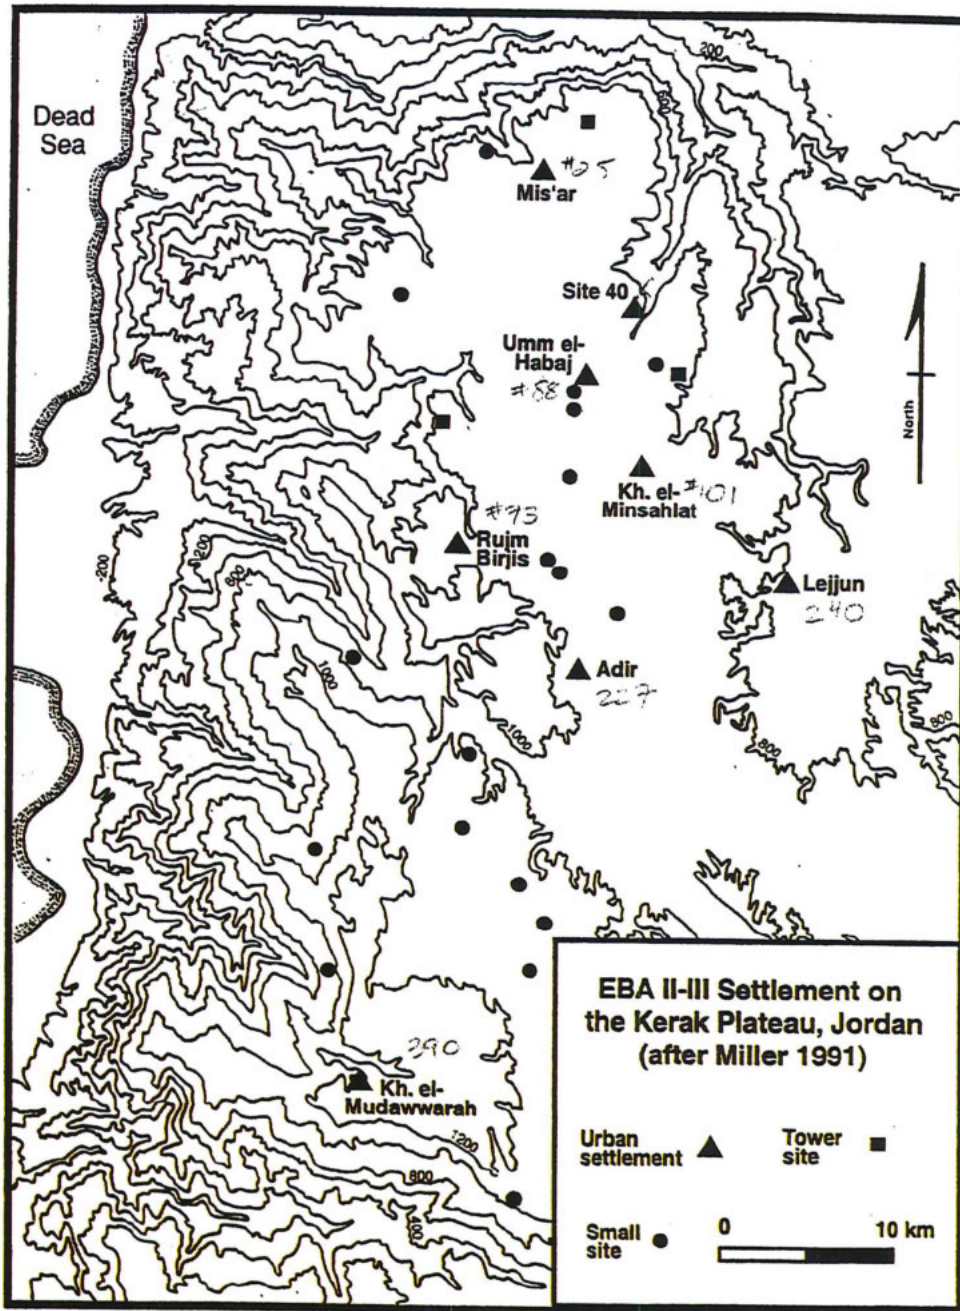 200
Dead
Sea
600
#25
Mis'ar
Site 40
Umm el-
Habaj
#88
North
Kh. el-
Minsahlat
#101
#93
Rujm
Birjis
-200
200
600
Lejjun
240
1000
Adir
227
1000
800
800
EBA II-III Settlement on
the Kerak Plateau, Jordan
(after Miller 1991)
290
Kh. el-
Mudawwarah
1200
800
400
Urban
settlement
Tower
site
Small
site
0 10 km